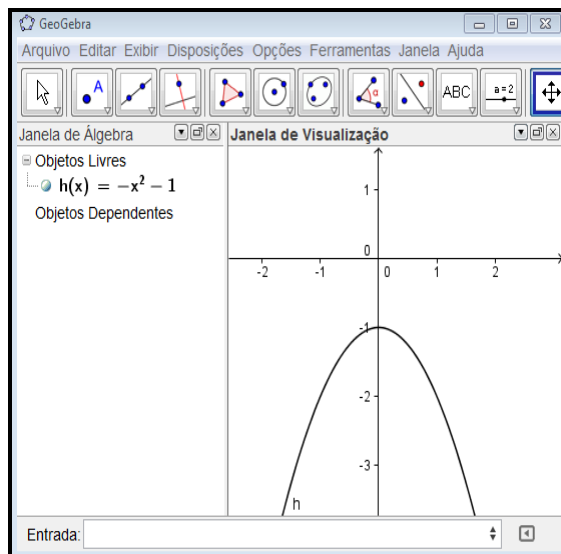 GeoGebra
Arquivo Editar Exibir Disposições Opções Ferramentas Janela Ajuda
A
α
ABC
a=2
Janela de Álgebra
Janela de Visualização
Objetos Livres
h(x) = −x² − 1
Objetos Dependentes
1
0
-2 -1 0 1 2
-1
-2
-3
h
Entrada: